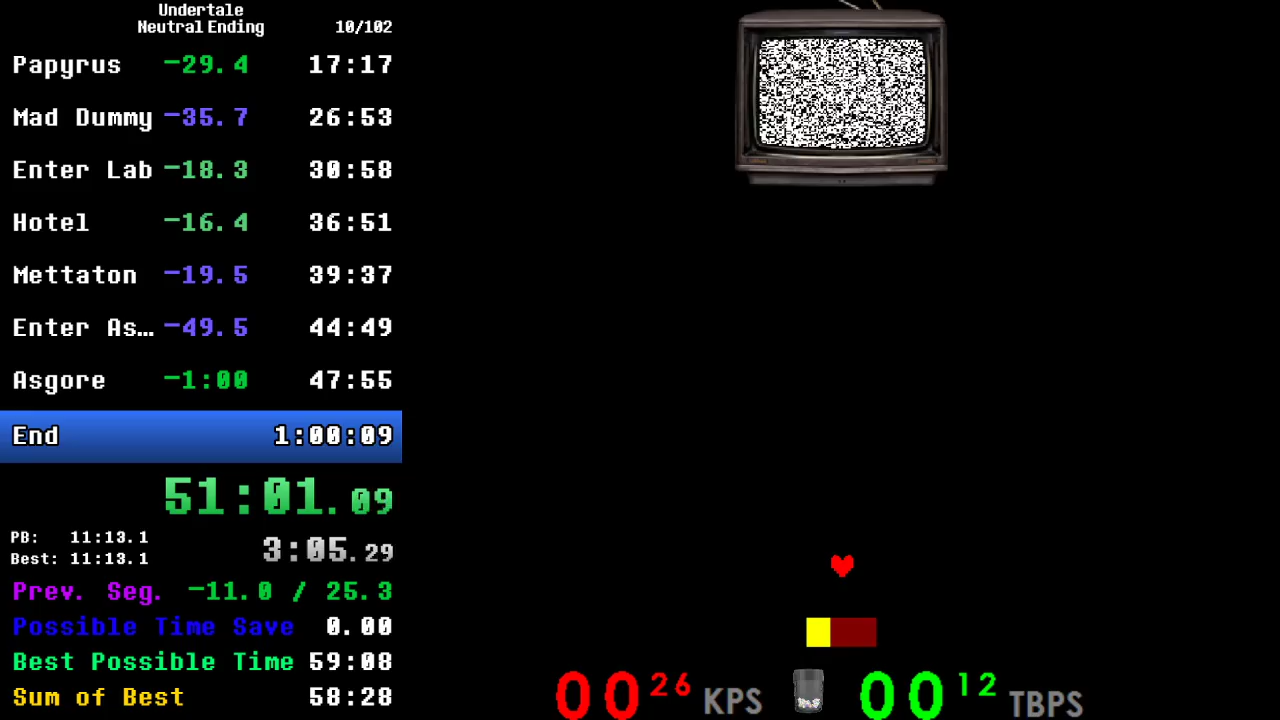 Undertale
Neutral Ending 10/102
Papyrus -29.4 17:17
Mad Dummy -35.7 26:53
Enter Lab -18.3 30:58
Hotel -16.4 36:51
Mettaton -19.5 39:37
Enter As… -49.5 44:49
Asgore -1:00 47:55
End 1:00:09
51:01.09
PB: 11:13.1
Best: 11:13.1
3:05.29
Prev. Seg. -11.0 / 25.3
Possible Time Save 0.00
Best Possible Time 59:08
Sum of Best 58:28
00 26 KPS 00 12 TBPS